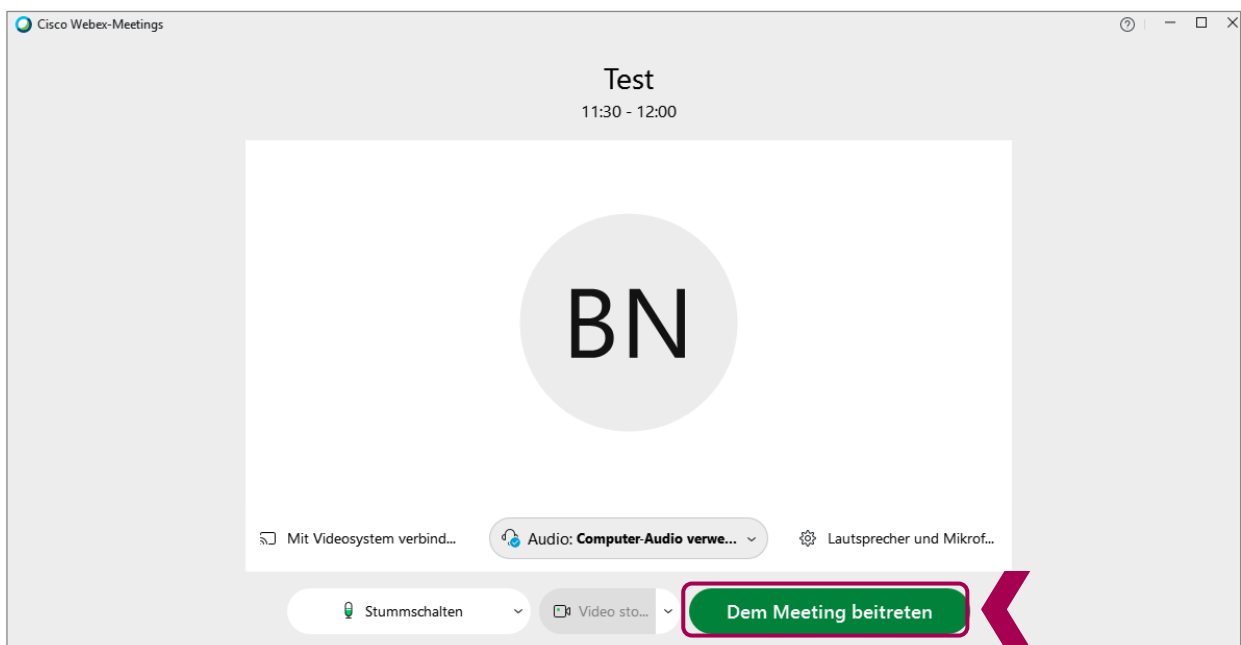 Cisco Webex-Meetings
Test
11:30 - 12:00
BN
Mit Videosystem verbind... Audio: Computer-Audio verwe... Lautsprecher und Mikrof...
Stummschalten Video sto... Dem Meeting beitreten